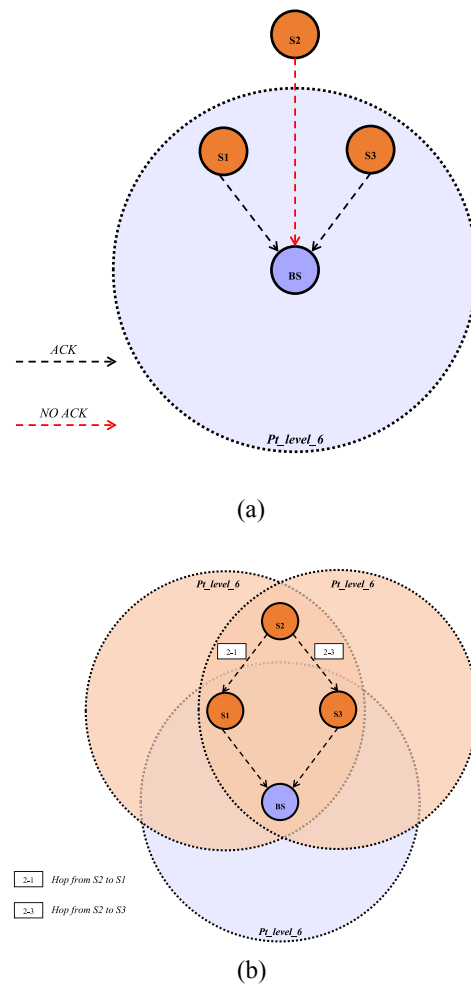 S2
S1
S3
BS
ACK
NO ACK
Pt_level_6
(a)
Pt_level_6
Pt_level_6
S2
2-1
2-3
S1
S3
BS
2-1 Hop from S2 to S1
2-3 Hop from S2 to S3
Pt_level_6
(b)